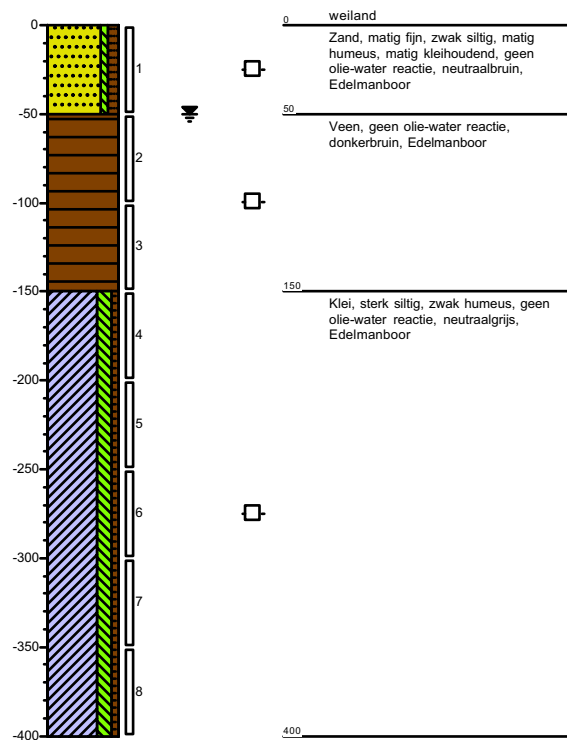 0
-50
-100
-150
-200
-250
-300
-350
-400
1
2
3
4
5
6
7
8
0
weiland
Zand, matig fijn, zwak siltig, matig
humeus, matig kleihoudend, geen
olie-water reactie, neutraalbruin,
Edelmanboor
50
Veen, geen olie-water reactie,
donkerbruin, Edelmanboor
150
Klei, sterk siltig, zwak humeus, geen
olie-water reactie, neutraalgrijs,
Edelmanboor
400